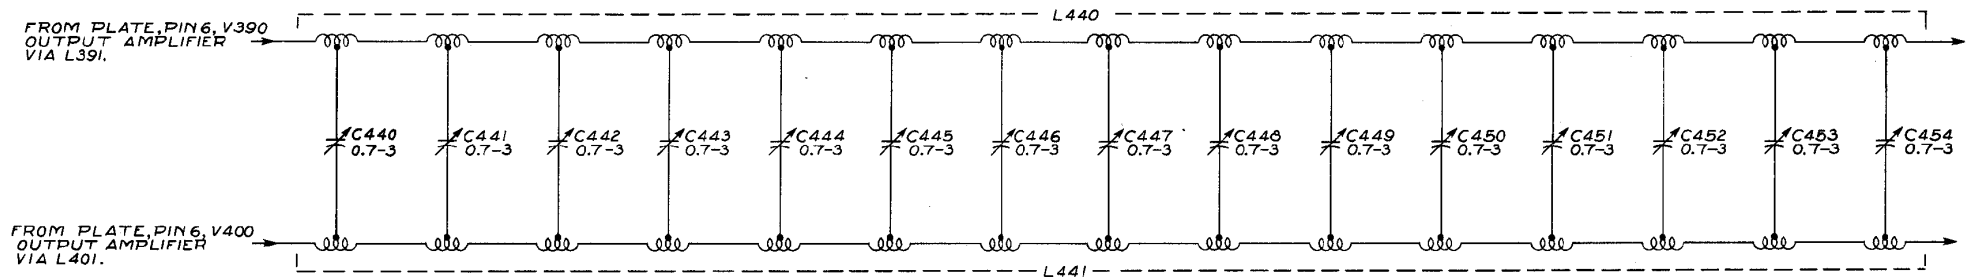 L440
FROM PLATE, PIN 6, V390
OUTPUT AMPLIFIER
VIA L391.
C440
0.7-3
C441
0.7-3
C442
0.7-3
C443
0.7-3
C444
0.7-3
C445
0.7-3
C446
0.7-3
C447
0.7-3
C448
0.7-3
C449
0.7-3
C450
0.7-3
C451
0.7-3
C452
0.7-3
C453
0.7-3
C454
0.7-3
FROM PLATE, PIN 6, V400
OUTPUT AMPLIFIER
VIA L401.
L441